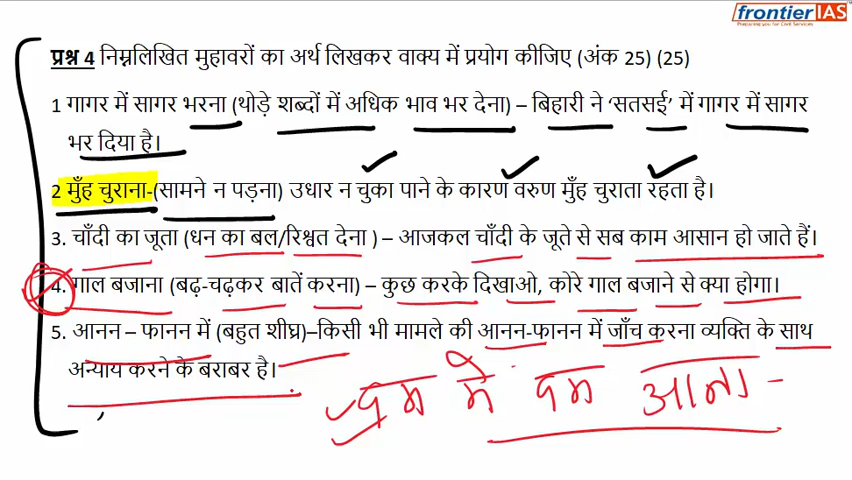 frontier IAS
Preparing you for Civil Services
प्रश्न 4 निम्नलिखित मुहावरों का अर्थ लिखकर वाक्य में प्रयोग कीजिए (अंक 25) (25)
1 गागर में सागर भरना (थोड़े शब्दों में अधिक भाव भर देना) – बिहारी ने ‘सतसई’ में गागर में सागर
भर दिया है।
2 मुँह चुराना-(सामने न पड़ना) उधार न चुका पाने के कारण वरुण मुँह चुराता रहता है।
3. चाँदी का जूता (धन का बल/रिश्वत देना ) – आजकल चाँदी के जूते से सब काम आसान हो जाते हैं।
4. गाल बजाना (बढ़-चढ़कर बातें करना) – कुछ करके दिखाओ, कोरे गाल बजाने से क्या होगा।
5. आनन – फानन में (बहुत शीघ्र)–किसी भी मामले की आनन-फानन में जाँच करना व्यक्ति के साथ
अन्याय करने के बराबर है।
दम में दम आना -